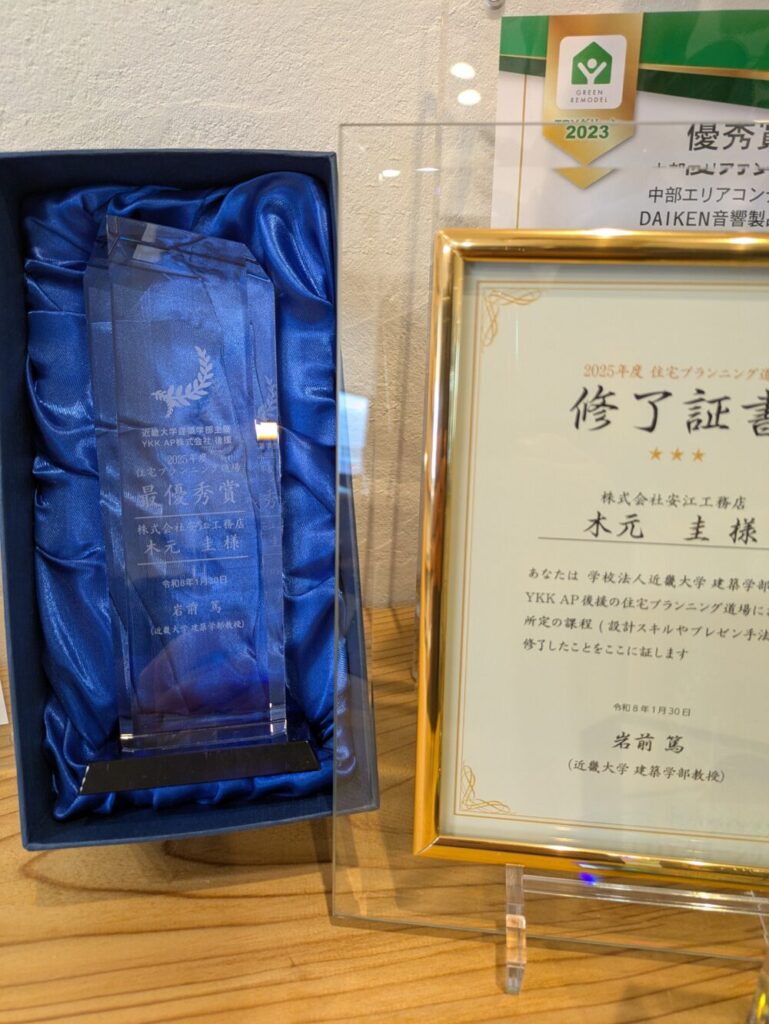 近畿大学建築学部主催
YKK AP株式会社 後援
2025年度
住宅プランニング道場
最優秀賞
株式会社安江工務店
木元 圭様
令和8年1月30日
岩前 篤
(近畿大学 建築学部教授)
GREEN
REMODEL
2023
優秀賞
中部エリアコン
DAIKEN音響製
2025年度 住宅プランニング道
修了証書
株式会社安江工務店
木元 圭 様
あなたは 学校法人近畿大学 建築学部
YKK AP後援の住宅プランニング道場に
所定の課程(設計スキルやプレゼン手法
修了したことをここに証します
令和8年1月30日
岩前 篤
(近畿大学 建築学部教授)